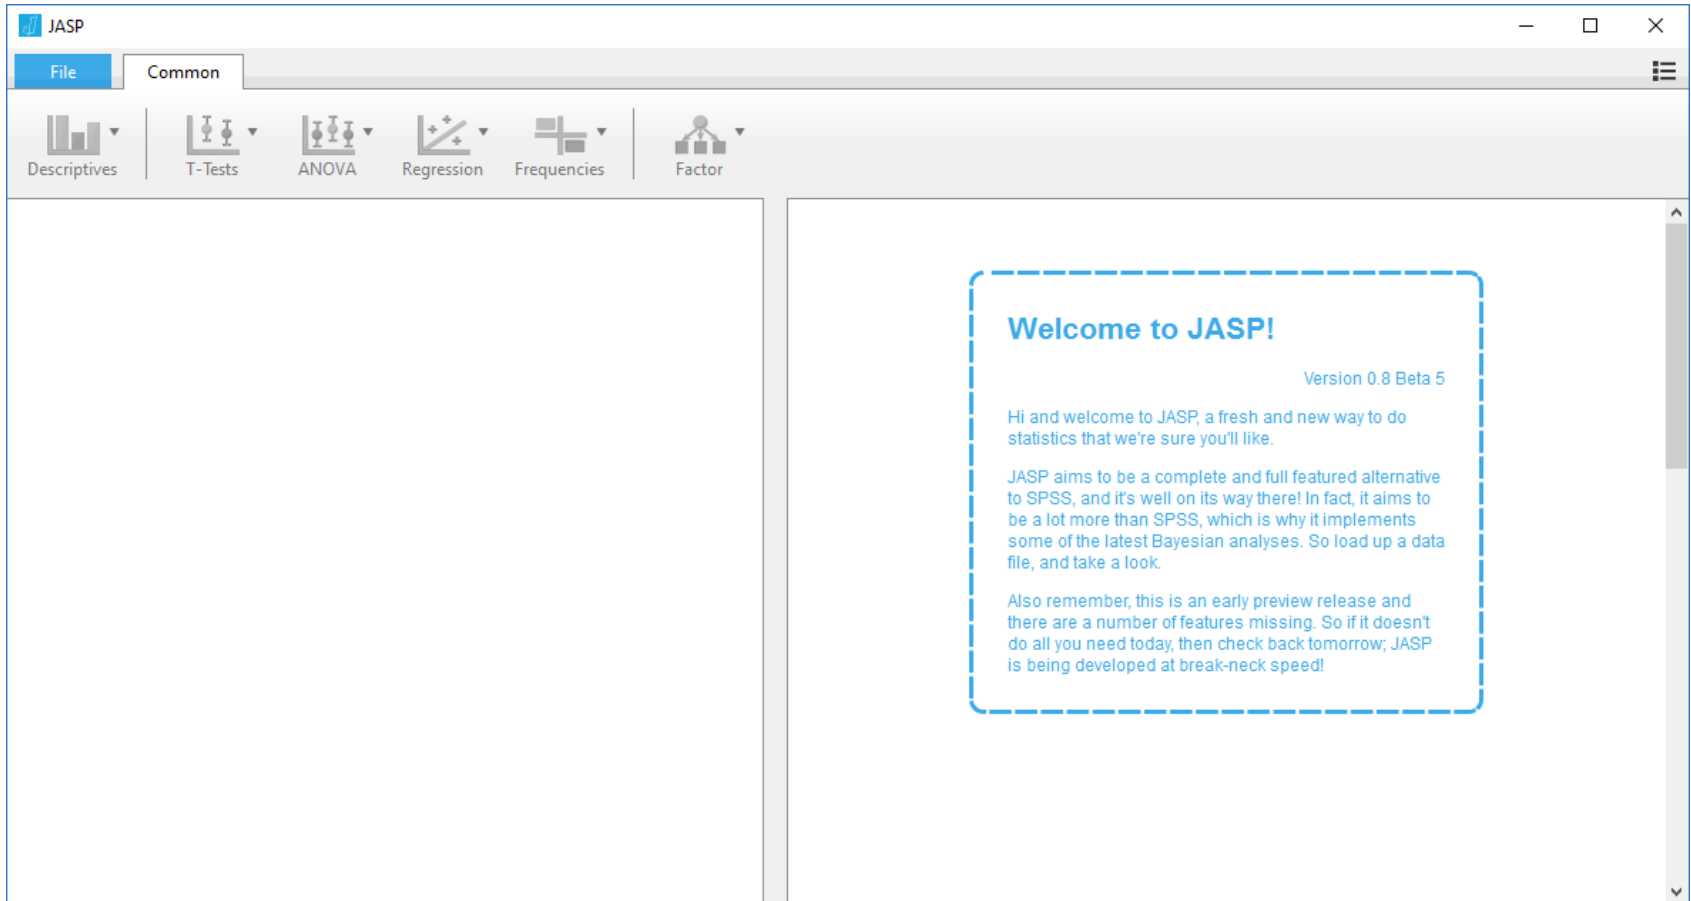 JASP
File Common
Descriptives T-Tests ANOVA Regression Frequencies Factor
Welcome to JASP!
Version 0.8 Beta 5
Hi and welcome to JASP, a fresh and new way to do
statistics that we're sure you'll like.
JASP aims to be a complete and full featured alternative
to SPSS, and it's well on its way there! In fact, it aims to
be a lot more than SPSS, which is why it implements
some of the latest Bayesian analyses. So load up a data
file, and take a look.
Also remember, this is an early preview release and
there are a number of features missing. So if it doesn't
do all you need today, then check back tomorrow; JASP
is being developed at break-neck speed!